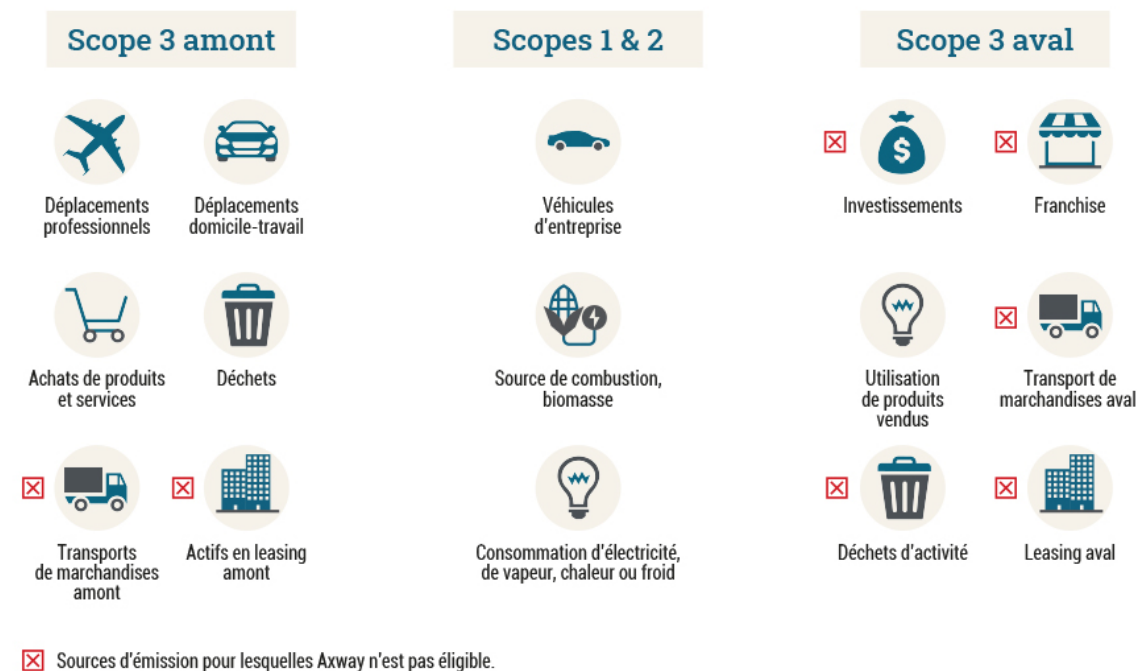 Scope 3 amont
Scopes 1 & 2
Scope 3 aval
Déplacements
professionnels
Déplacements
domicile-travail
Véhicules
d'entreprise
$
Investissements
Franchise
Achats de produits
et services
Déchets
Source de combustion,
biomasse
Utilisation
de produits
vendus
Transport de
marchandises aval
Transports
de marchandises
amont
Actifs en leasing
amont
Consommation d'électricité,
de vapeur, chaleur ou froid
Déchets d'activité
Leasing aval
Sources d'émission pour lesquelles Axway n'est pas éligible.